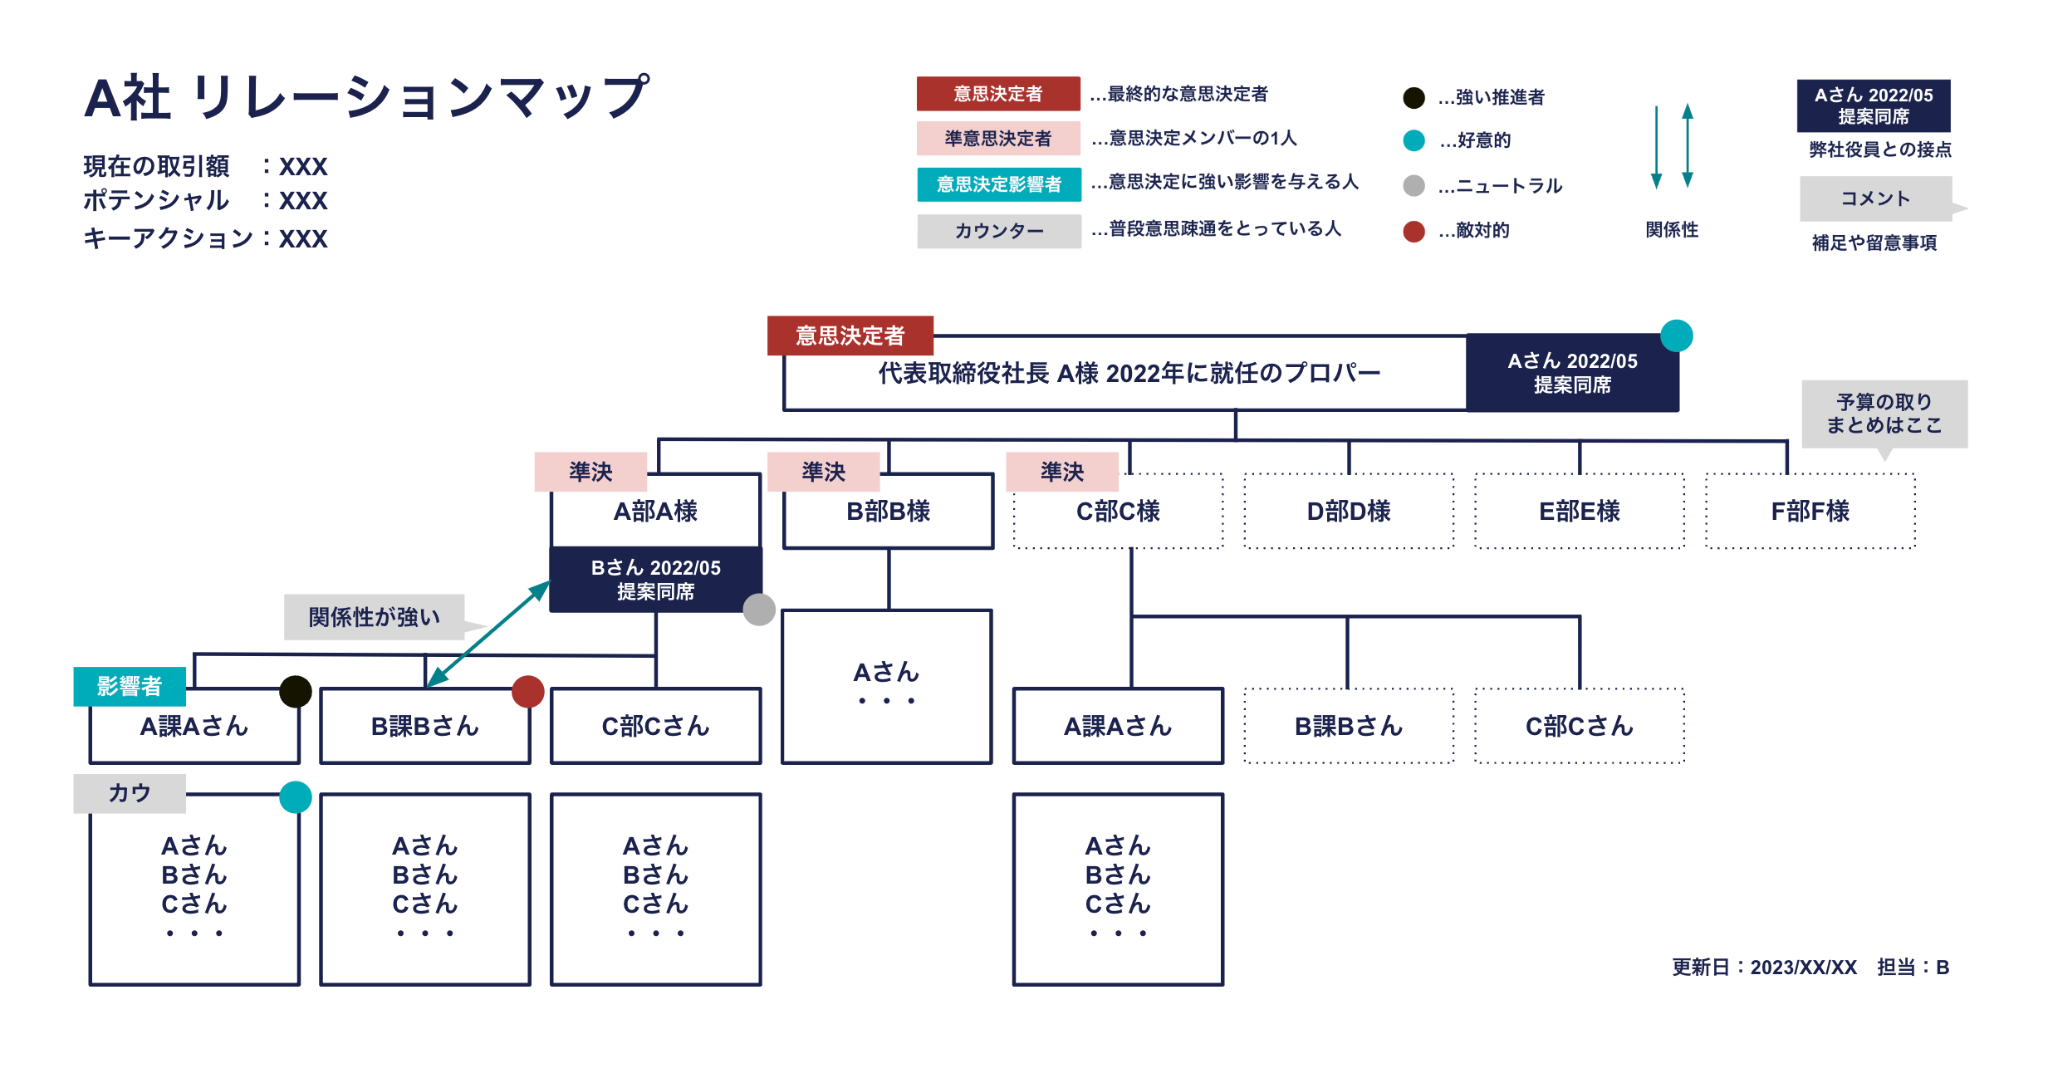 A社 リレーションマップ
現在の取引額　：XXX
ポテンシャル　：XXX
キーアクション：XXX
意思決定者 …最終的な意思決定者
準意思決定者 …意思決定メンバーの1人
意思決定影響者 …意思決定に強い影響を与える人
カウンター …普段意思疎通をとっている人
…強い推進者
…好意的
…ニュートラル
…敵対的
関係性
Aさん 2022/05
提案同席
弊社役員との接点
コメント
補足や留意事項
意思決定者
代表取締役社長 A様 2022年に就任のプロパー
Aさん 2022/05
提案同席
予算の取り
まとめはここ
準決
A部A様
Bさん 2022/05
提案同席
準決
B部B様
準決
C部C様
D部D様
E部E様
F部F様
関係性が強い
影響者
A課Aさん
B課Bさん
C部Cさん
Aさん
・・・
A課Aさん
B課Bさん
C部Cさん
カウ
Aさん
Bさん
Cさん
・・・
Aさん
Bさん
Cさん
・・・
Aさん
Bさん
Cさん
・・・
Aさん
Bさん
Cさん
・・・
更新日：2023/XX/XX　担当：B